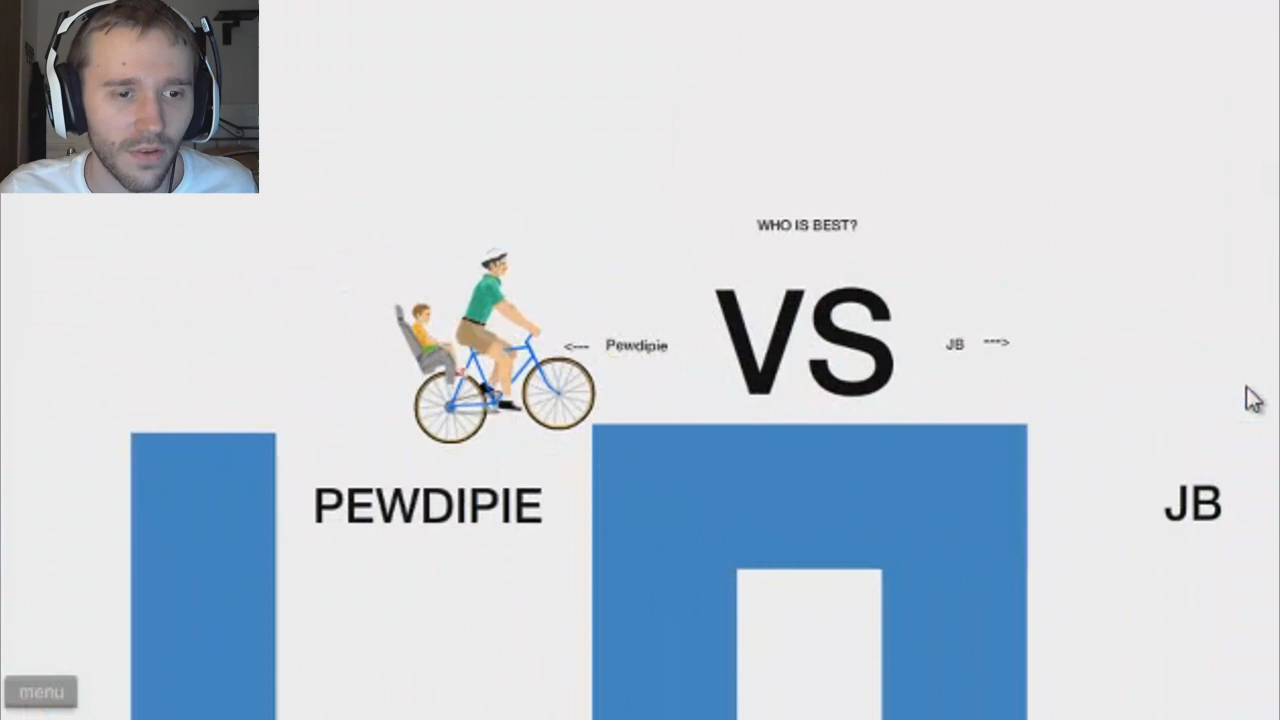 WHO IS BEST?
VS
<--- Pewdipie
JB --->
PEWDIPIE
JB
menu